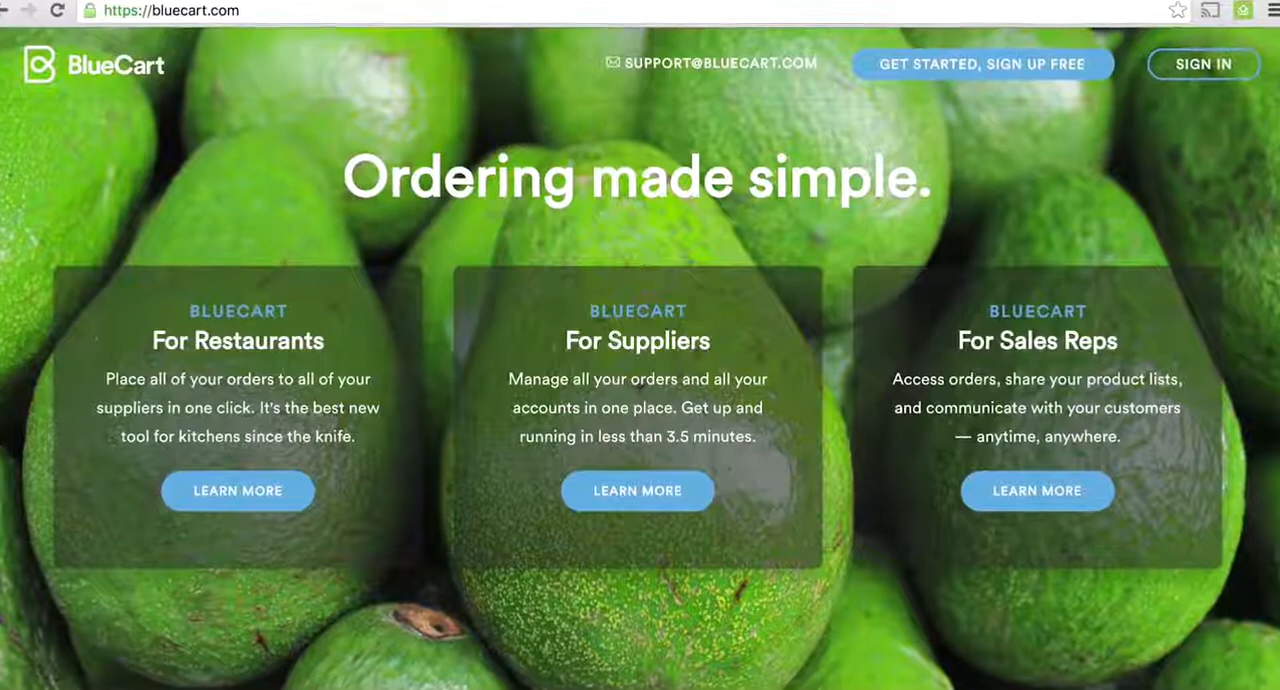 https://bluecart.com
BlueCart
SUPPORT@BLUECART.COM
GET STARTED, SIGN UP FREE
SIGN IN
Ordering made simple.
BLUECART
For Restaurants
Place all of your orders to all of your
suppliers in one click. It's the best new
tool for kitchens since the knife.
LEARN MORE
BLUECART
For Suppliers
Manage all your orders and all your
accounts in one place. Get up and
running in less than 3.5 minutes.
LEARN MORE
BLUECART
For Sales Reps
Access orders, share your product lists,
and communicate with your customers
— anytime, anywhere.
LEARN MORE